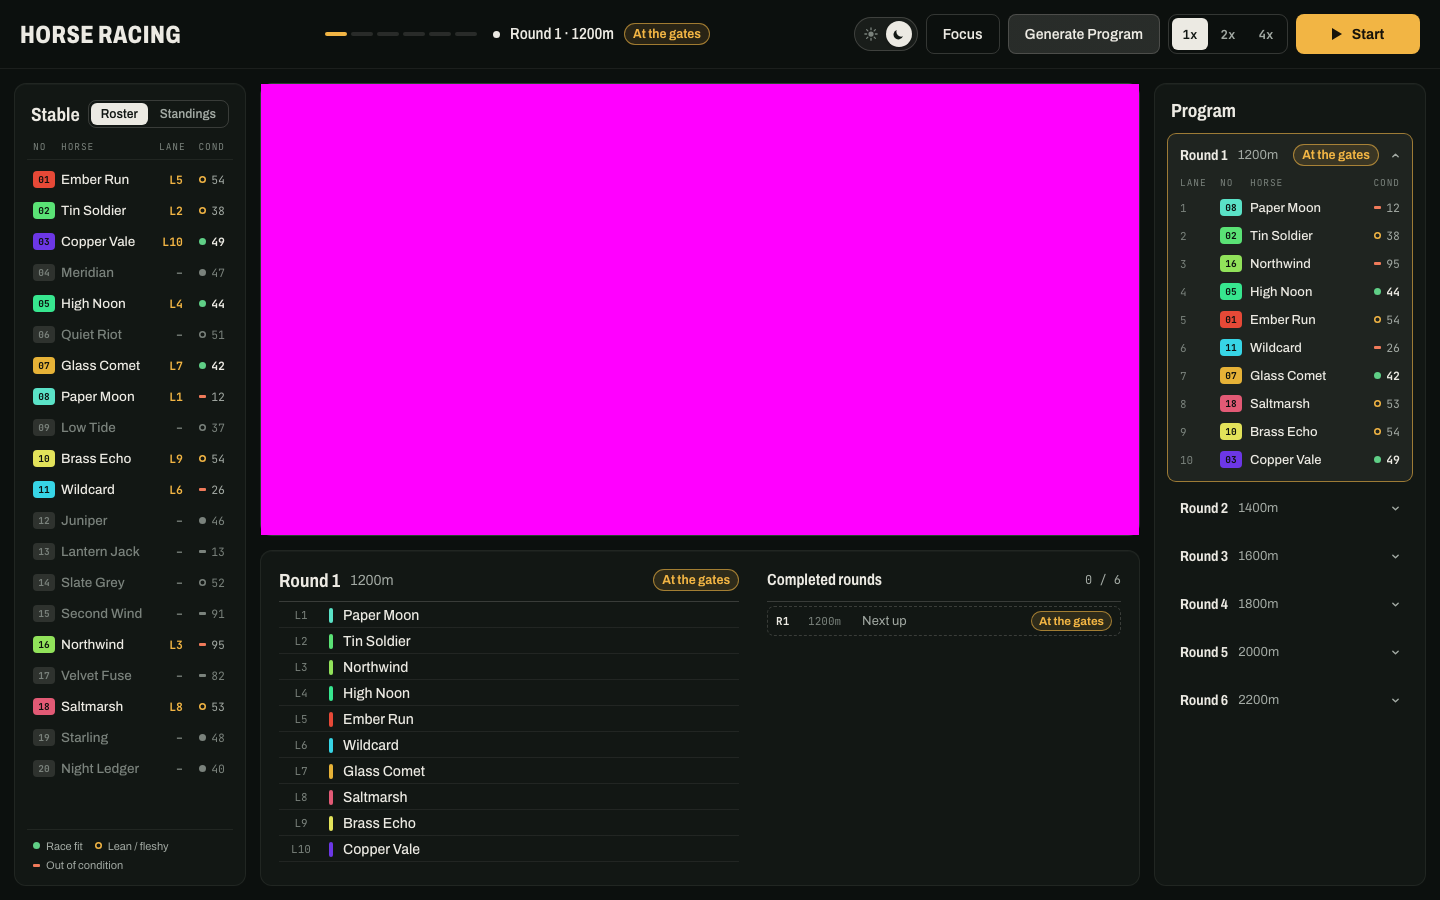 HORSE RACING
Round 1 · 1200m At the gates
Focus
Generate Program
1x 2x 4x
Start
Stable
Roster Standings
NO HORSE LANE COND
01 Ember Run L5 54
02 Tin Soldier L2 38
03 Copper Vale L10 49
04 Meridian – 47
05 High Noon L4 44
06 Quiet Riot – 51
07 Glass Comet L7 42
08 Paper Moon L1 12
09 Low Tide – 37
10 Brass Echo L9 54
11 Wildcard L6 26
12 Juniper – 46
13 Lantern Jack – 13
14 Slate Grey – 52
15 Second Wind – 91
16 Northwind L3 95
17 Velvet Fuse – 82
18 Saltmarsh L8 53
19 Starling – 48
20 Night Ledger – 40
Race fit Lean / fleshy
Out of condition
Round 1 1200m At the gates
L1 Paper Moon
L2 Tin Soldier
L3 Northwind
L4 High Noon
L5 Ember Run
L6 Wildcard
L7 Glass Comet
L8 Saltmarsh
L9 Brass Echo
L10 Copper Vale
Completed rounds 0 / 6
R1 1200m Next up At the gates
Program
Round 1 1200m At the gates
LANE NO HORSE COND
1 08 Paper Moon 12
2 02 Tin Soldier 38
3 16 Northwind 95
4 05 High Noon 44
5 01 Ember Run 54
6 11 Wildcard 26
7 07 Glass Comet 42
8 18 Saltmarsh 53
9 10 Brass Echo 54
10 03 Copper Vale 49
Round 2 1400m
Round 3 1600m
Round 4 1800m
Round 5 2000m
Round 6 2200m